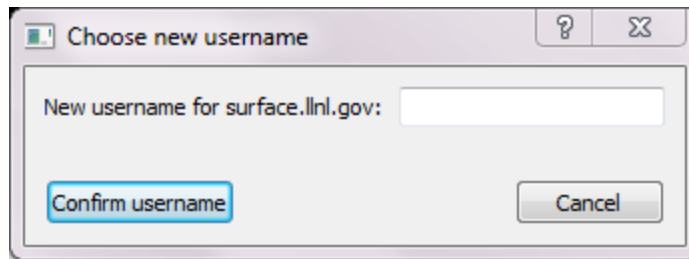 Choose new username
New username for surface.llnl.gov:
Confirm username
Cancel